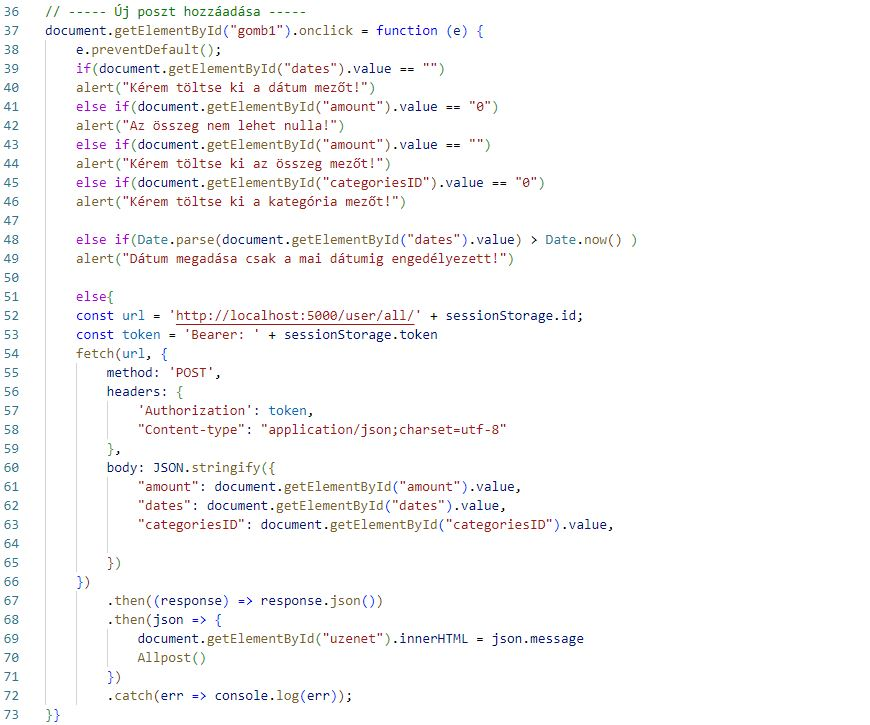 36 // ----- Új poszt hozzáadása -----
37 document.getElementById("gomb1").onclick = function (e) {
38     e.preventDefault();
39     if(document.getElementById("dates").value == "")
40     alert("Kérem töltse ki a dátum mezőt!")
41     else if(document.getElementById("amount").value == "0")
42     alert("Az összeg nem lehet nulla!")
43     else if(document.getElementById("amount").value == "")
44     alert("Kérem töltse ki az összeg mezőt!")
45     else if(document.getElementById("categoriesID").value == "0")
46     alert("Kérem töltse ki a kategória mezőt!")
47
48     else if(Date.parse(document.getElementById("dates").value) > Date.now() )
49     alert("Dátum megadása csak a mai dátumig engedélyezett!")
50
51     else{
52     const url = 'http://localhost:5000/user/all/' + sessionStorage.id;
53     const token = 'Bearer: ' + sessionStorage.token
54     fetch(url, {
55         method: 'POST',
56         headers: {
57             'Authorization': token,
58             "Content-type": "application/json;charset=utf-8"
59         },
60         body: JSON.stringify({
61             "amount": document.getElementById("amount").value,
62             "dates": document.getElementById("dates").value,
63             "categoriesID": document.getElementById("categoriesID").value,
64
65         })
66     })
67         .then((response) => response.json())
68         .then(json => {
69             document.getElementById("uzenet").innerHTML = json.message
70             Allpost()
71         })
72         .catch(err => console.log(err));
73 }}